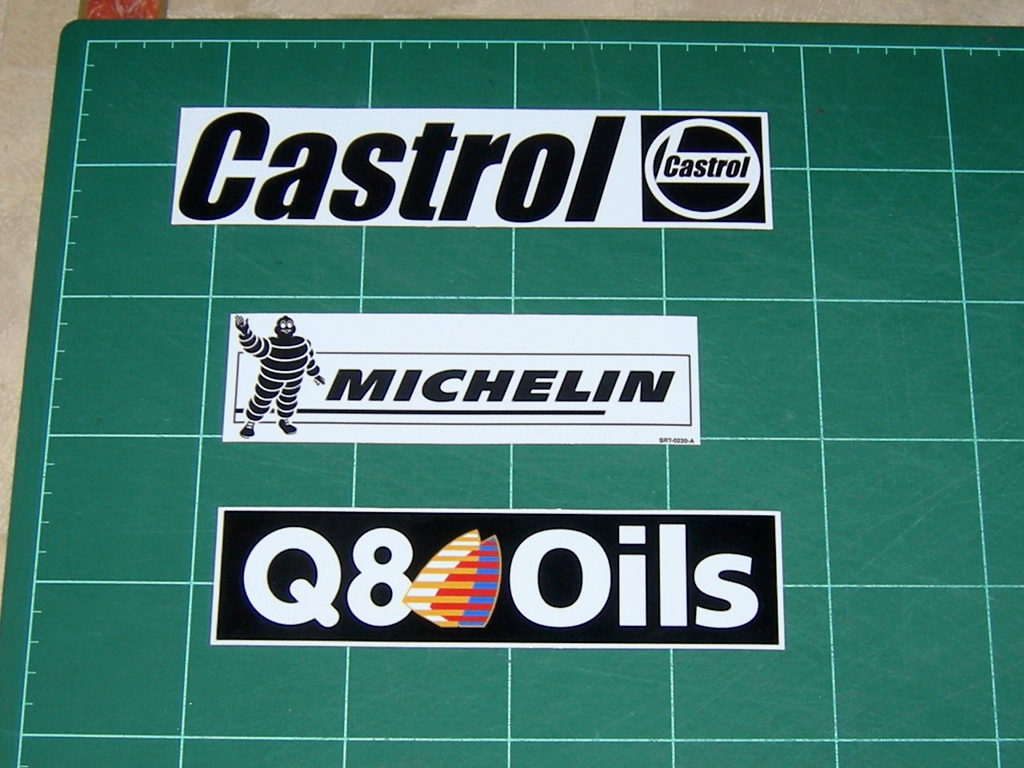 Castrol Castrol
MICHELIN
SRT-0220-A
Q8 Oils